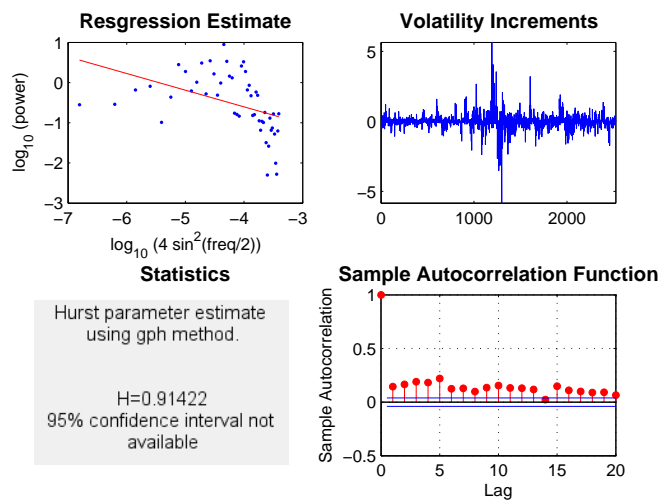 Resgression Estimate
1
0
−1
−2
−3
−7
−6
−5
−4
−3
log10 (power)
log10 (4 sin2(freq/2))
Volatility Increments
5
0
−5
0
1000
2000
Statistics
Hurst parameter estimate
using gph method.
H=0.91422
95% confidence interval not
available
Sample Autocorrelation Function
1
0.5
0
−0.5
0
5
10
15
20
Sample Autocorrelation
Lag